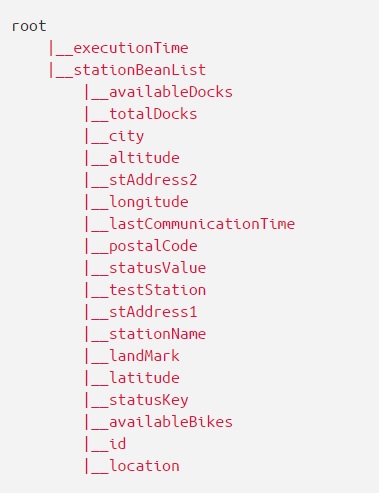 root
|__executionTime
|__stationBeanList
|__availableDocks
|__totalDocks
|__city
|__altitude
|__stAddress2
|__longitude
|__lastCommunicationTime
|__postalCode
|__statusValue
|__testStation
|__stAddress1
|__stationName
|__landMark
|__latitude
|__statusKey
|__availableBikes
|__id
|__location